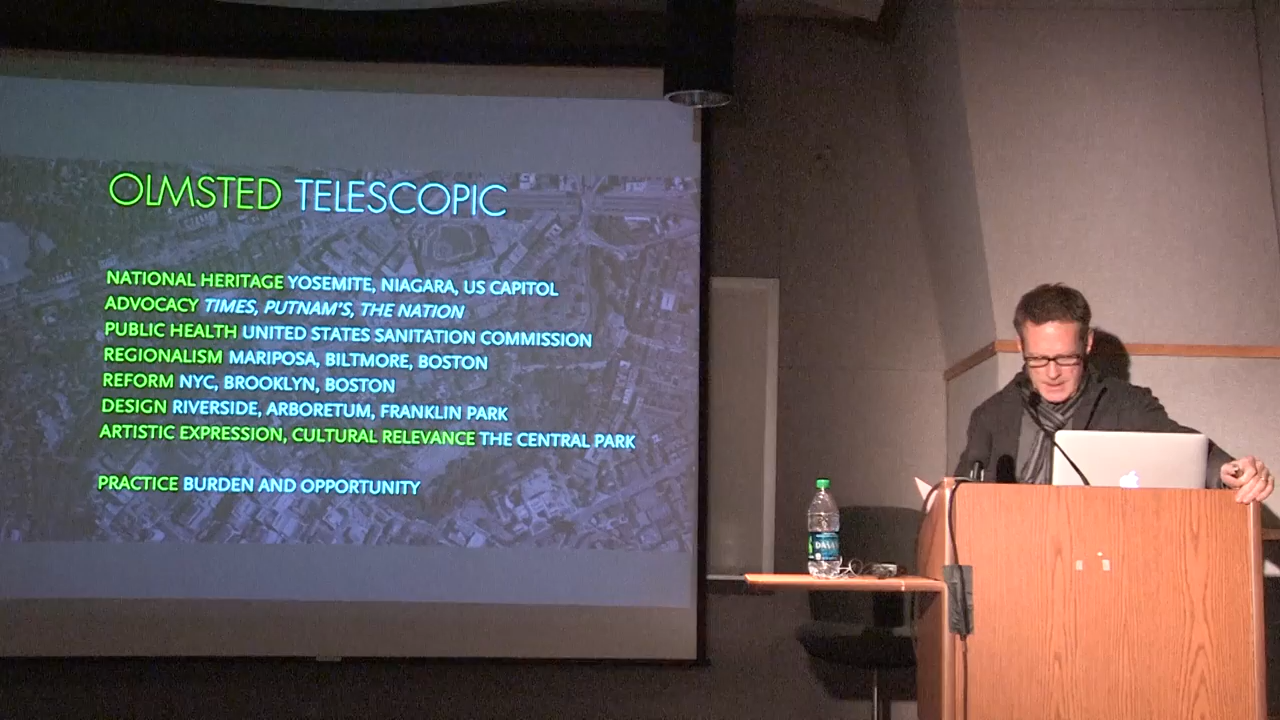 OLMSTED TELESCOPIC
NATIONAL HERITAGE YOSEMITE, NIAGARA, US CAPITOL
ADVOCACY TIMES, PUTNAM'S, THE NATION
PUBLIC HEALTH UNITED STATES SANITATION COMMISSION
REGIONALISM MARIPOSA, BILTMORE, BOSTON
REFORM NYC, BROOKLYN, BOSTON
DESIGN RIVERSIDE, ARBORETUM, FRANKLIN PARK
ARTISTIC EXPRESSION, CULTURAL RELEVANCE THE CENTRAL PARK
PRACTICE BURDEN AND OPPORTUNITY
DASANI